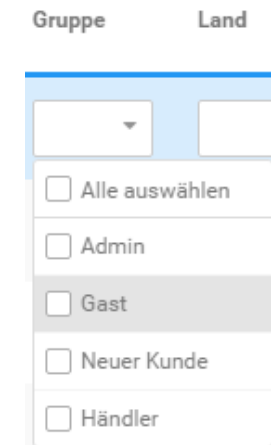 Gruppe Land
Alle auswählen
Admin
Gast
Neuer Kunde
Händler